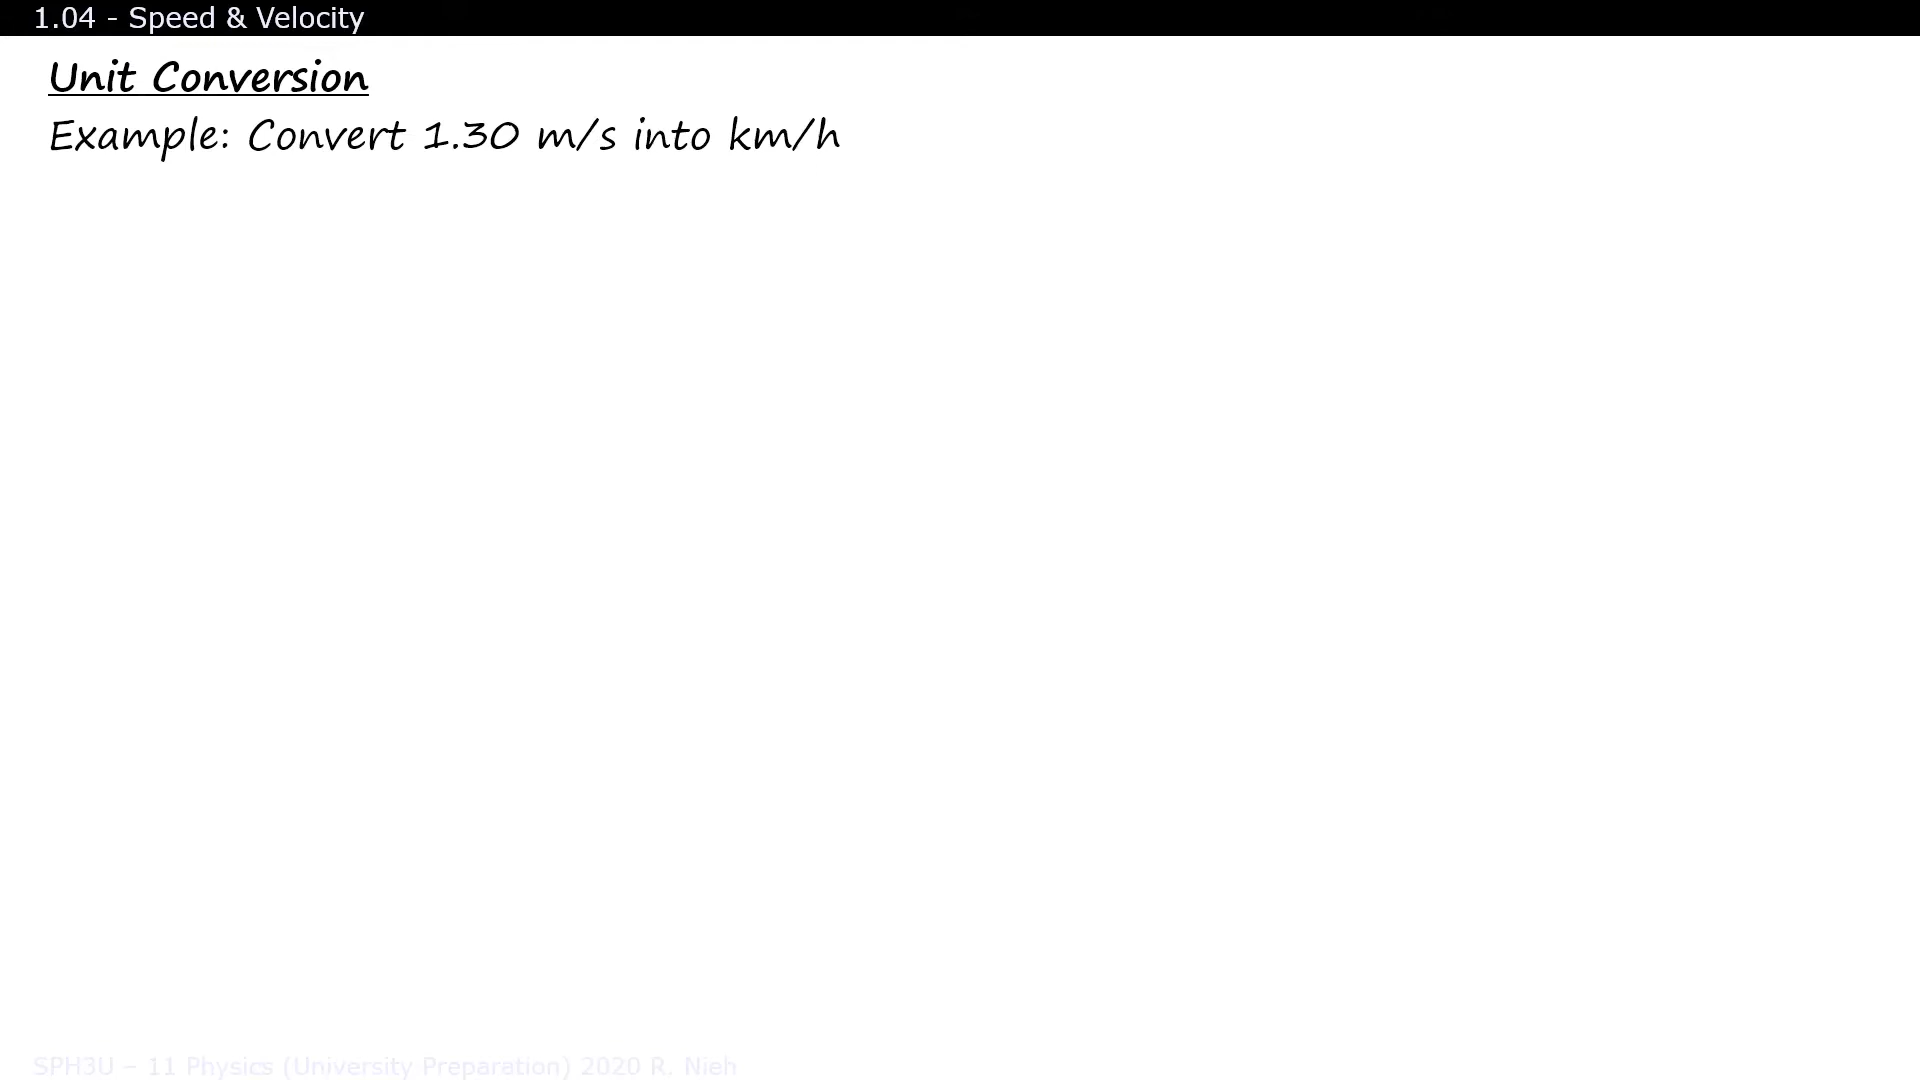 1.04 - Speed & Velocity
Unit Conversion
Example: Convert 1.30 m/s into km/h
SPH3U – 11 Physics (University Preparation) 2020 R. Nieh